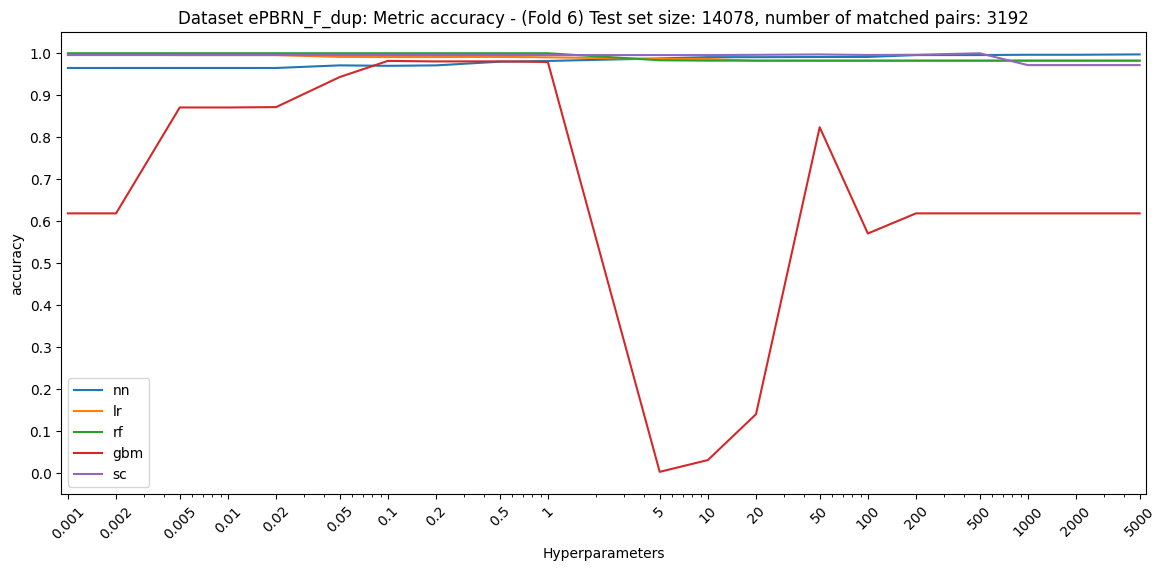 Dataset ePBRN_F_dup: Metric accuracy - (Fold 6) Test set size: 14078, number of matched pairs: 3192
accuracy
1.0
0.9
0.8
0.7
0.6
0.5
0.4
0.3
0.2
0.1
0.0
nn
lr
rf
gbm
sc
0.001 0.002 0.005 0.01 0.02 0.05 0.1 0.2 0.5 1 5 10 20 50 100 200 500 1000 2000 5000
Hyperparameters